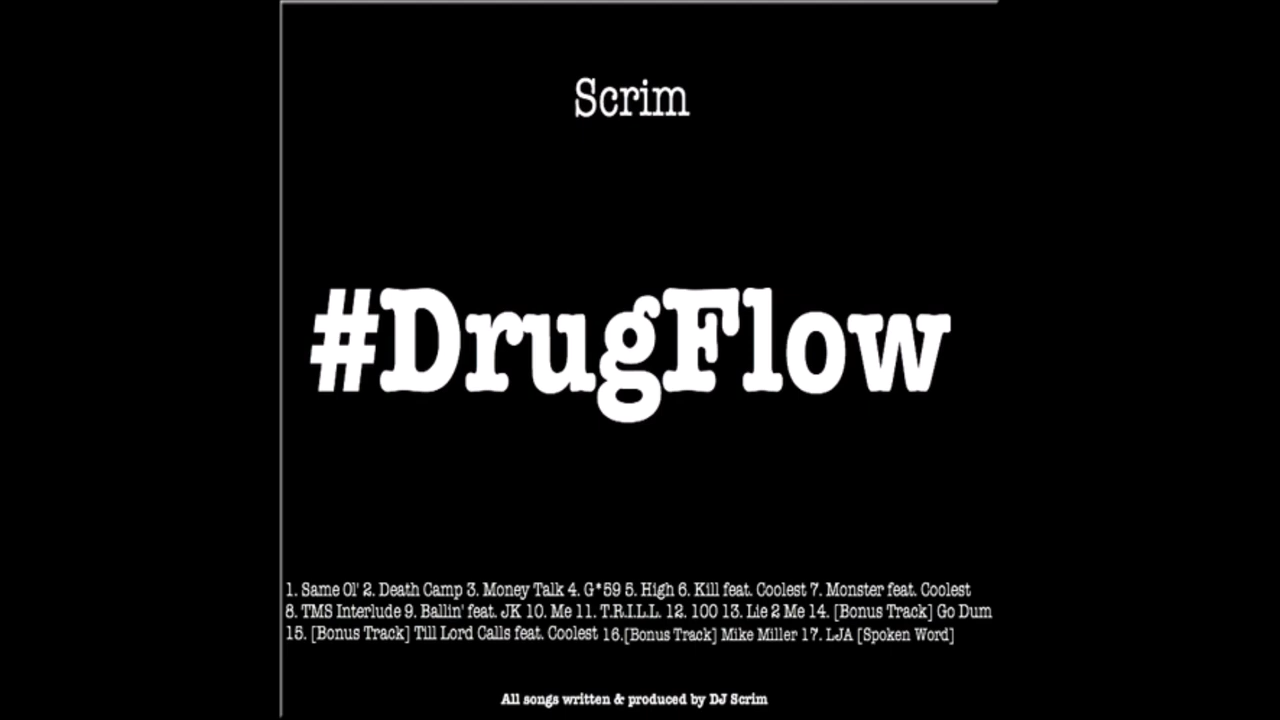 Scrim
#DrugFlow
1. Same Ol' 2. Death Camp 3. Money Talk 4. G*59 5. High 6. Kill feat. Coolest 7. Monster feat. Coolest
8. TMS Interlude 9. Ballin' feat. JK 10. Me 11. T.R.I.L.L. 12. 100 13. Lie 2 Me 14. [Bonus Track] Go Dum
15. [Bonus Track] Till Lord Calls feat. Coolest 16.[Bonus Track] Mike Miller 17. LJA [Spoken Word]
All songs written & produced by DJ Scrim